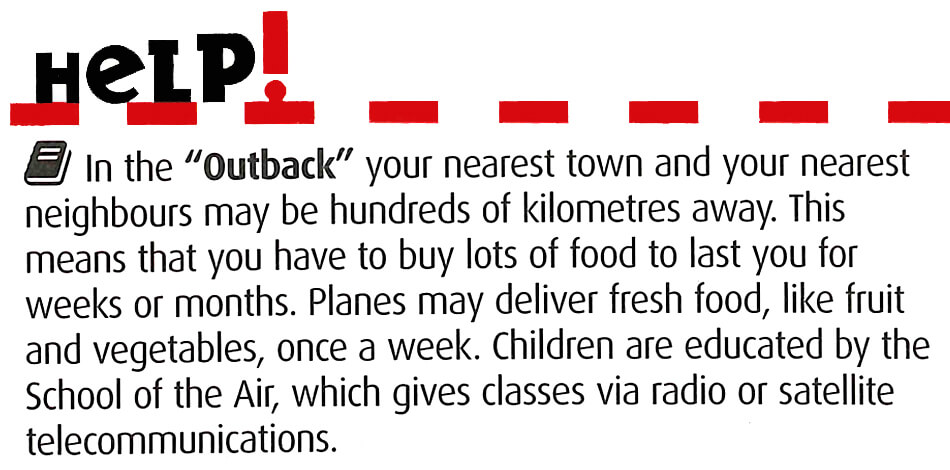 HeLP!
In the “Outback” your nearest town and your nearest
neighbours may be hundreds of kilometres away. This
means that you have to buy lots of food to last you for
weeks or months. Planes may deliver fresh food, like fruit
and vegetables, once a week. Children are educated by the
School of the Air, which gives classes via radio or satellite
telecommunications.